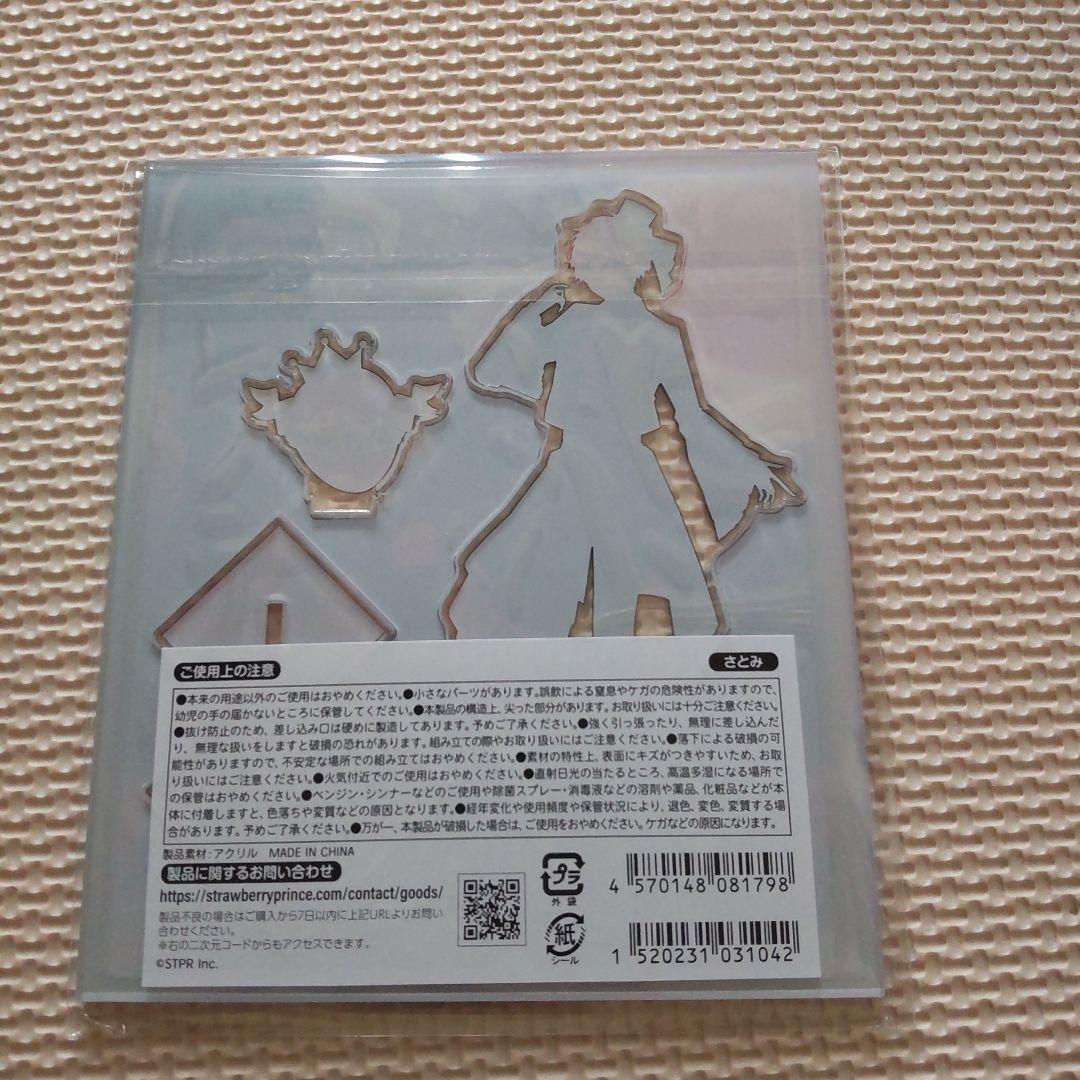 ご使用上の注意
さとみ
●本来の用途以外のご使用はおやめください。●小さなパーツがあります。誤飲による窒息やケガの危険性がありますので、
幼児の手の届かないところに保管してください。●本製品の構造上、尖った部分があります。お取り扱いには十分ご注意ください。
●抜け防止のため、差し込み口は硬めに製造してあります。予めご了承ください。●強く引っ張ったり、無理に差し込んだ
り、無理な扱いをしますと破損の恐れがあります。組み立ての際やお取り扱いにはご注意ください。●落下による破損の可
能性がありますので、不安定な場所での組み立てはおやめください。●素材の特性上、表面にキズがつきやすいため、お取
り扱いにはご注意ください。●火気付近でのご使用はおやめください。●直射日光の当たるところ、高温多湿になる場所で
の保管はおやめください。●ベンジン・シンナーなどのご使用や除菌スプレー・消毒液などの溶剤や薬品、化粧品などが本
体に付着しますと、色落ちや変質などの原因となります。●経年変化や使用頻度や保管状況により、退色、変色、変質する場
合があります。予めご了承ください。●万が一、本製品が破損した場合は、ご使用をおやめください。ケガなどの原因になります。
製品素材:アクリル MADE IN CHINA
製品に関するお問い合わせ
https://strawberryprince.com/contact/goods/
製品不良の場合はご購入から7日以内に上記URLよりお問い
合わせください。
※右の二次元コードからもアクセスできます。
©STPR Inc.
プラ
外袋
紙
シール
4 570148 081798
1 520231 031042